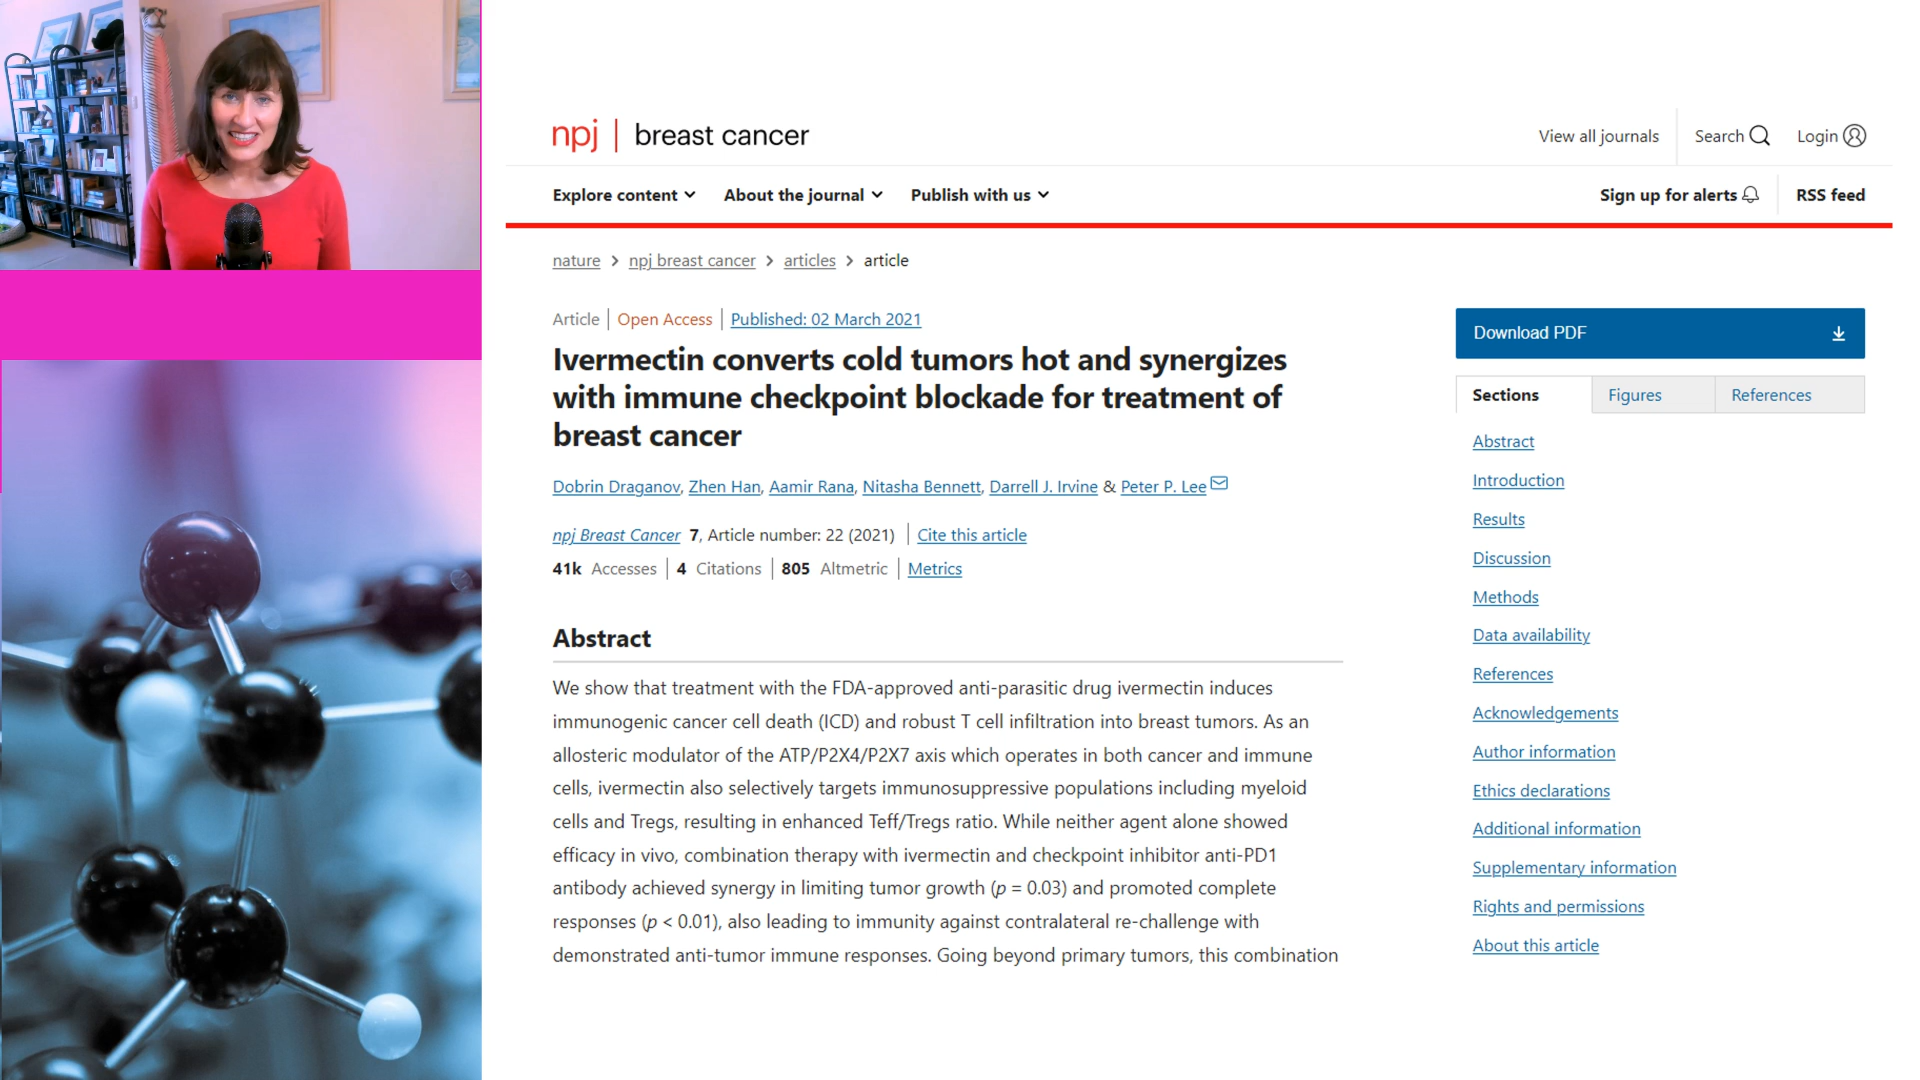 npj | breast cancer
View all journals
Search
Login
Explore content
About the journal
Publish with us
Sign up for alerts
RSS feed
nature > npj breast cancer > articles > article
Article | Open Access | Published: 02 March 2021
Ivermectin converts cold tumors hot and synergizes
with immune checkpoint blockade for treatment of
breast cancer
Dobrin Draganov, Zhen Han, Aamir Rana, Nitasha Bennett, Darrell J. Irvine & Peter P. Lee
npj Breast Cancer 7, Article number: 22 (2021) | Cite this article
41k Accesses | 4 Citations | 805 Altmetric | Metrics
Abstract
We show that treatment with the FDA-approved anti-parasitic drug ivermectin induces
immunogenic cancer cell death (ICD) and robust T cell infiltration into breast tumors. As an
allosteric modulator of the ATP/P2X4/P2X7 axis which operates in both cancer and immune
cells, ivermectin also selectively targets immunosuppressive populations including myeloid
cells and Tregs, resulting in enhanced Teff/Tregs ratio. While neither agent alone showed
efficacy in vivo, combination therapy with ivermectin and checkpoint inhibitor anti-PD1
antibody achieved synergy in limiting tumor growth (p = 0.03) and promoted complete
responses (p < 0.01), also leading to immunity against contralateral re-challenge with
demonstrated anti-tumor immune responses. Going beyond primary tumors, this combination
Download PDF
Sections
Figures
References
Abstract
Introduction
Results
Discussion
Methods
Data availability
References
Acknowledgements
Author information
Ethics declarations
Additional information
Supplementary information
Rights and permissions
About this article